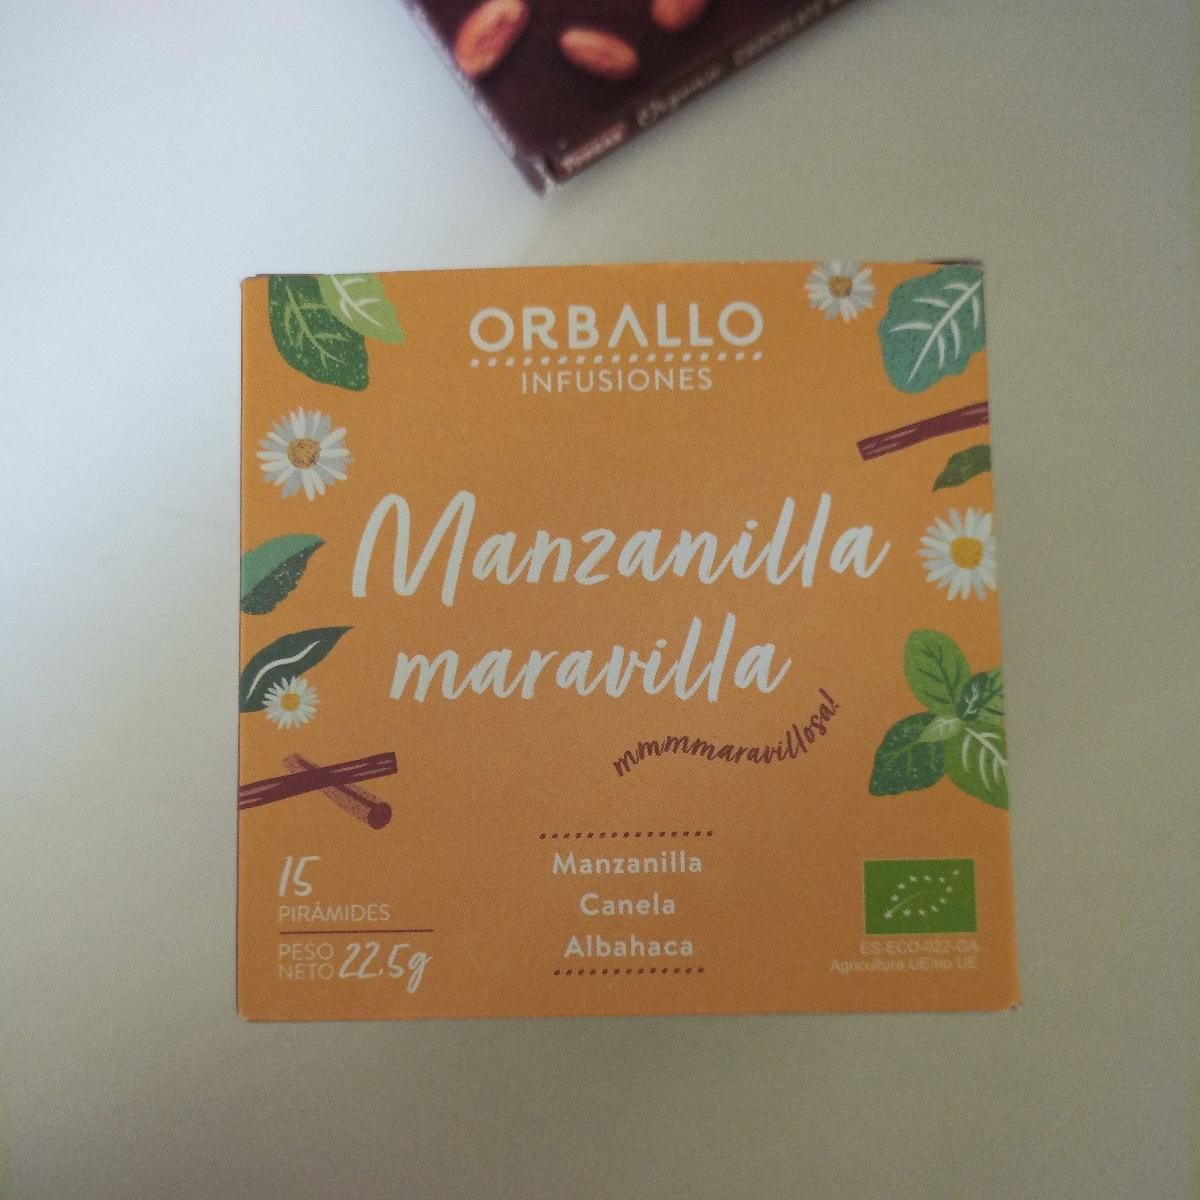 Organic
ORBALLO
INFUSIONES
Manzanilla
maravilla
mmmmaravillosa!
Manzanilla
Canela
Albahaca
15
PIRÁMIDES
PESO
NETO 22.5g
ES-ECO-022-GA
Agricultura UE/no UE